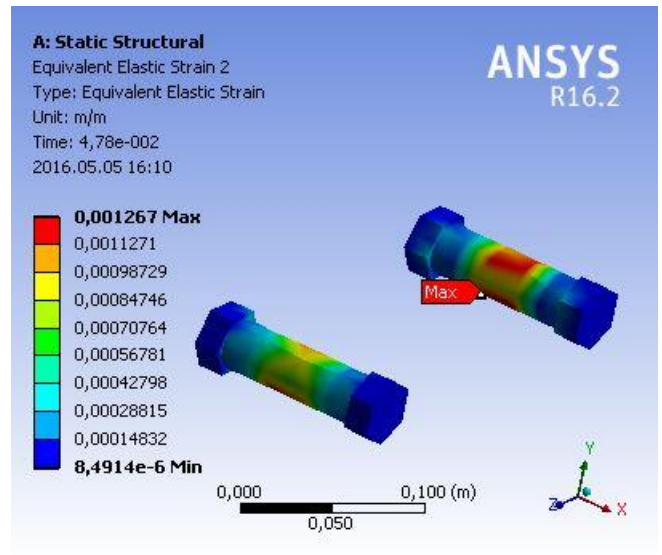 A: Static Structural
Equivalent Elastic Strain 2
Type: Equivalent Elastic Strain
Unit: m/m
Time: 4,78e-002
2016.05.05 16:10
ANSYS
R16.2
0,001267 Max
0,0011271
0,00098729
0,00084746
0,00070764
0,00056781
0,00042798
0,00028815
0,00014832
8,4914e-6 Min
Max
0,000
0,100 (m)
0,050
Y
Z
X